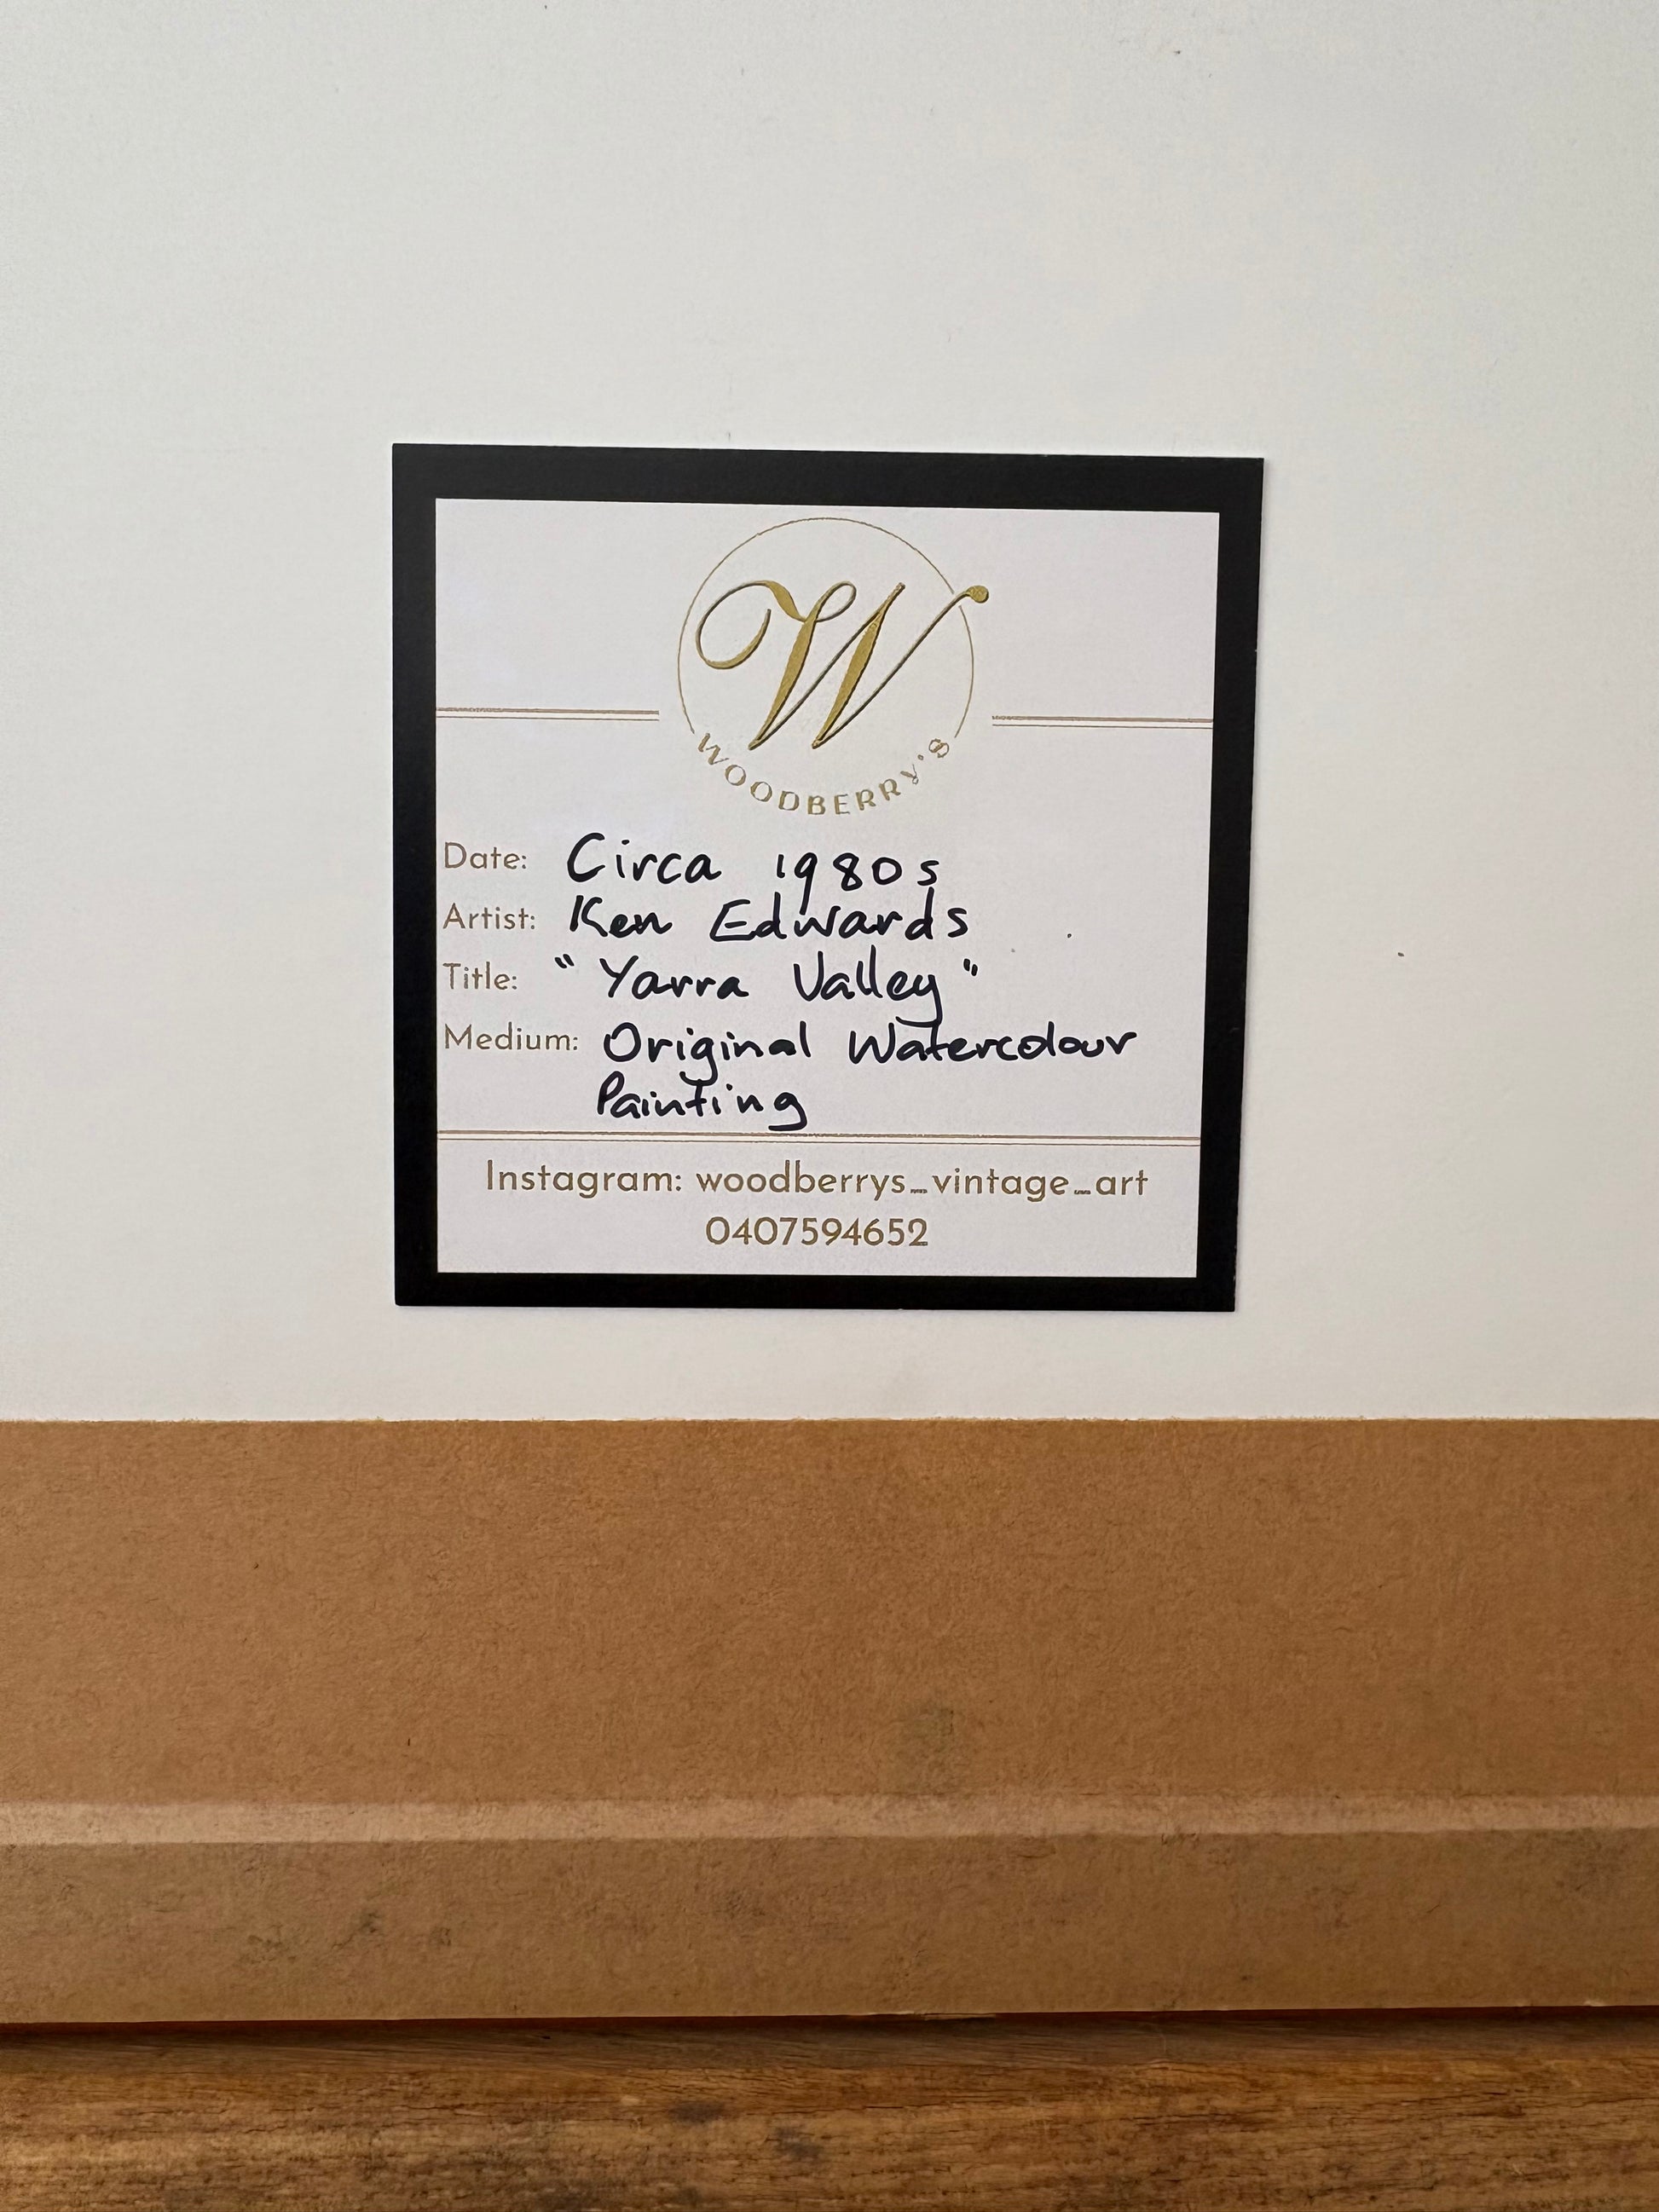 W
WOODBERRY'S
Date: Circa 1980s
Artist: Ken Edwards
Title: "Yarra Valley"
Medium: Original Watercolour
Painting
Instagram: woodberrys_vintage_art
0407594652